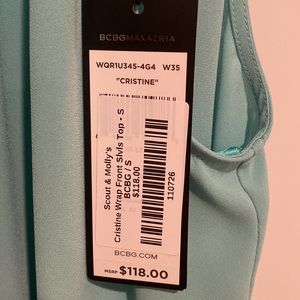 BCBGMAXAZRIA
WQR1U345-4G4 W35
"CRISTINE"
Scout & Molly's
Cristine Wrap Front Slvls Top - S
BCBG / S
$118.00
110726
BCBG.COM
MSRP $118.00